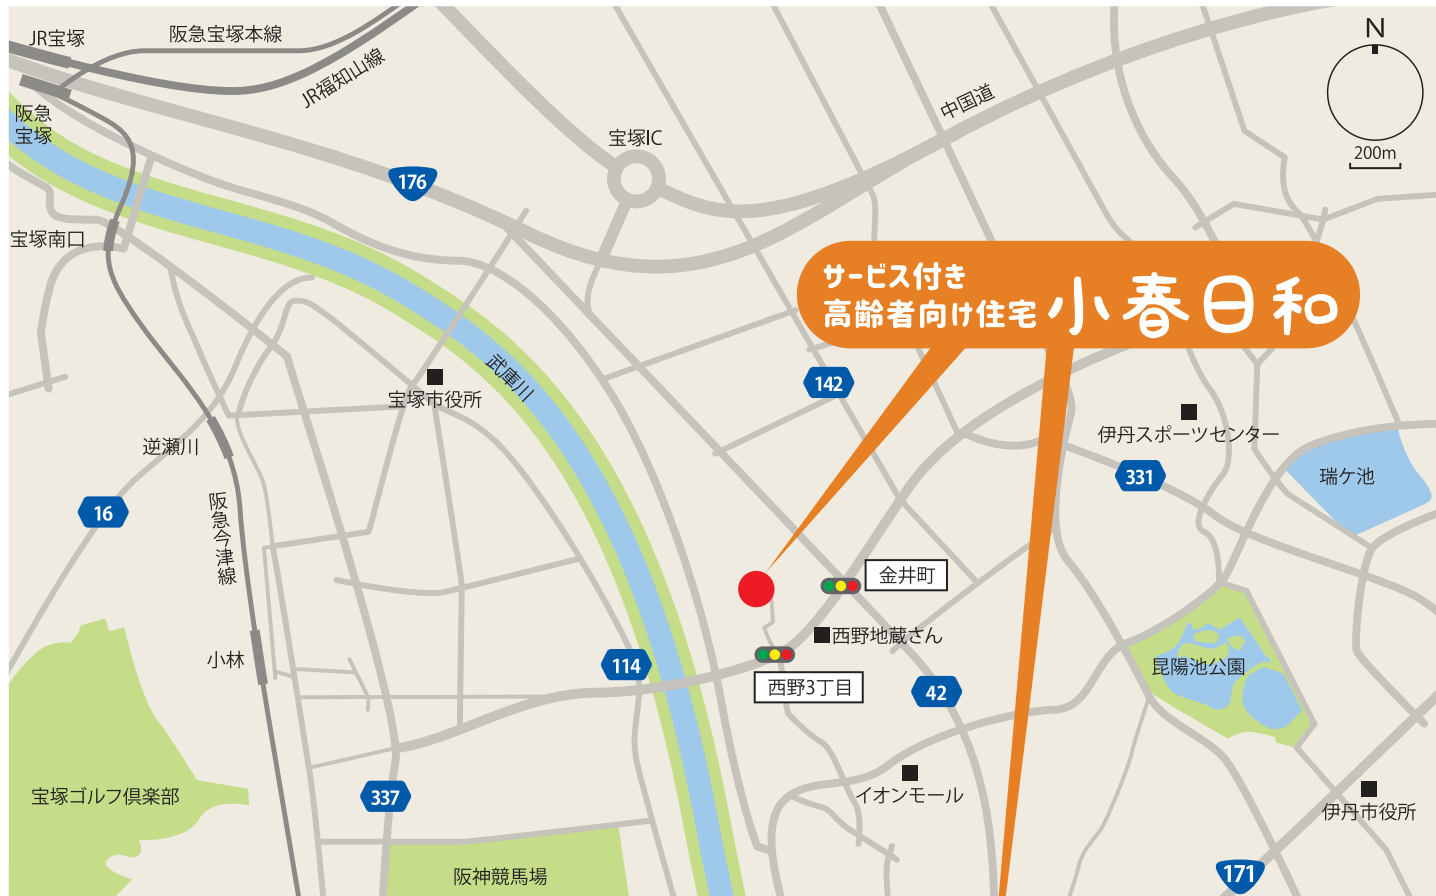 JR宝塚
阪急宝塚本線
JR福知山線
阪急
宝塚
宝塚南口
176
宝塚IC
中国道
N
200m
サービス付き
高齢者向け住宅
小春日和
武庫川
宝塚市役所
142
伊丹スポーツセンター
331
瑞ケ池
逆瀬川
16
阪急今津線
金井町
西野地蔵さん
小林
114
西野3丁目
42
昆陽池公園
宝塚ゴルフ倶楽部
337
イオンモール
伊丹市役所
阪神競馬場
171